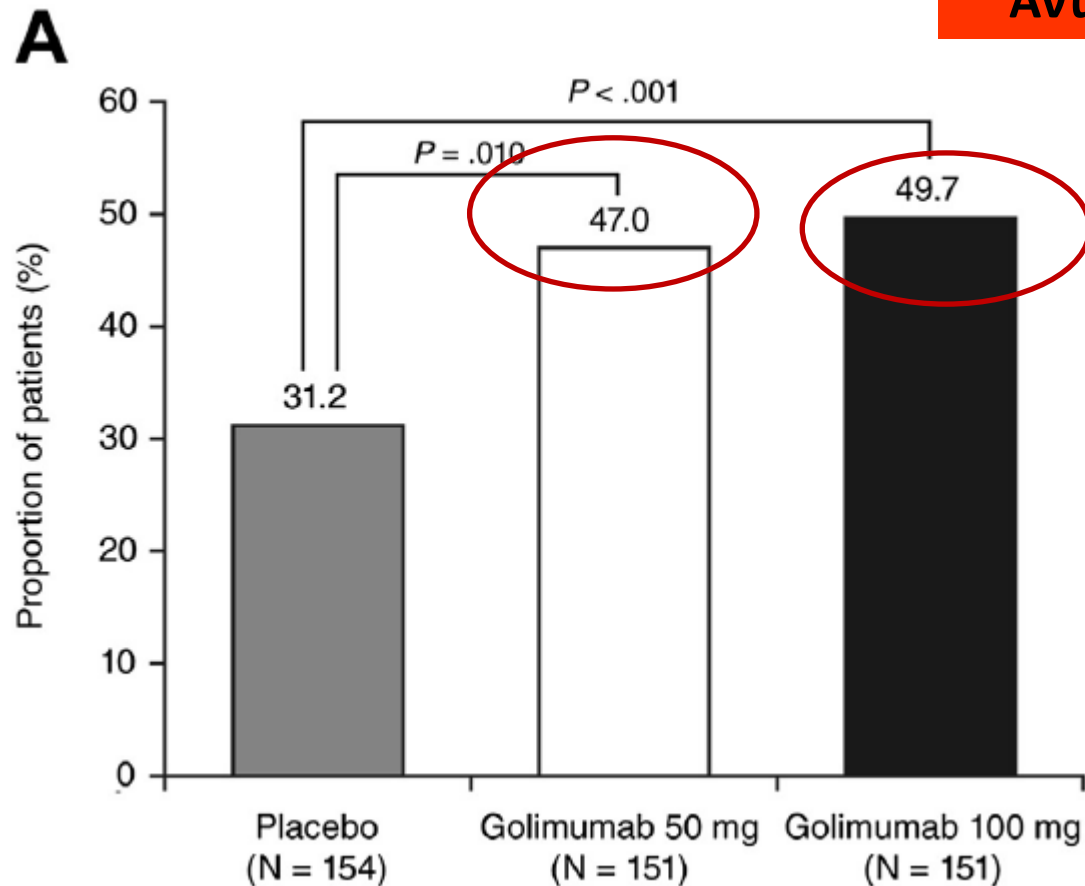 A
P < .001
P = .010
60
50
40
30
20
10
0
Proportion of patients (%)
31.2
47.0
49.7
Placebo
(N = 154)
Golimumab 50 mg
(N = 151)
Golimumab 100 mg
(N = 151)